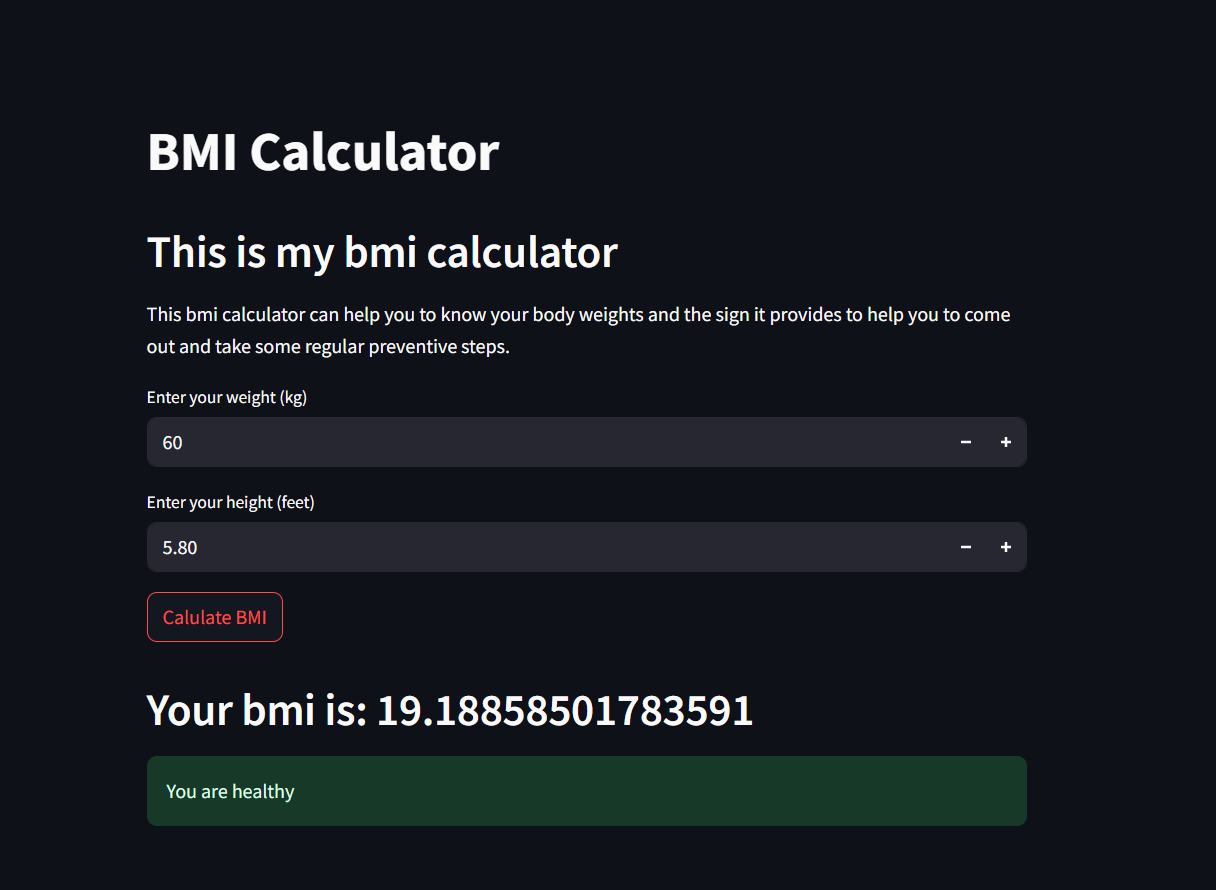 BMI Calculator
This is my bmi calculator
This bmi calculator can help you to know your body weights and the sign it provides to help you to come
out and take some regular preventive steps.
Enter your weight (kg)
60
Enter your height (feet)
5.80
Calulate BMI
Your bmi is: 19.18858501783591
You are healthy